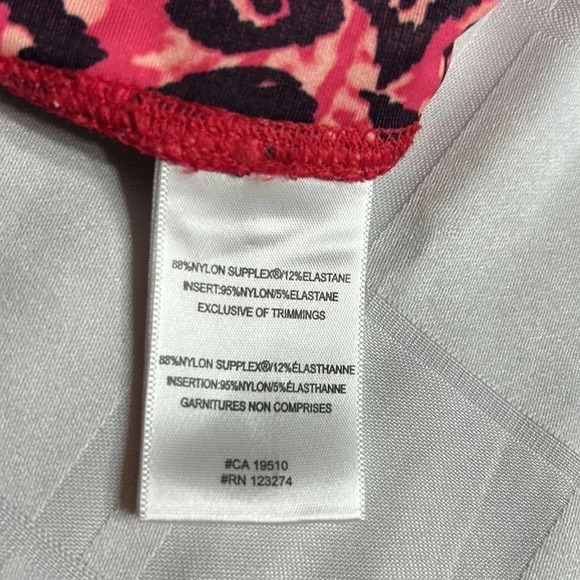 88%NYLON SUPPLEX®/12%ELASTANE
INSERT:95%NYLON/5%ELASTANE
EXCLUSIVE OF TRIMMINGS
88%NYLON SUPPLEX®/12%ÉLASTHANNE
INSERTION:95%NYLON/5%ÉLASTHANNE
GARNITURES NON COMPRISES
#CA 19510
#RN 123274